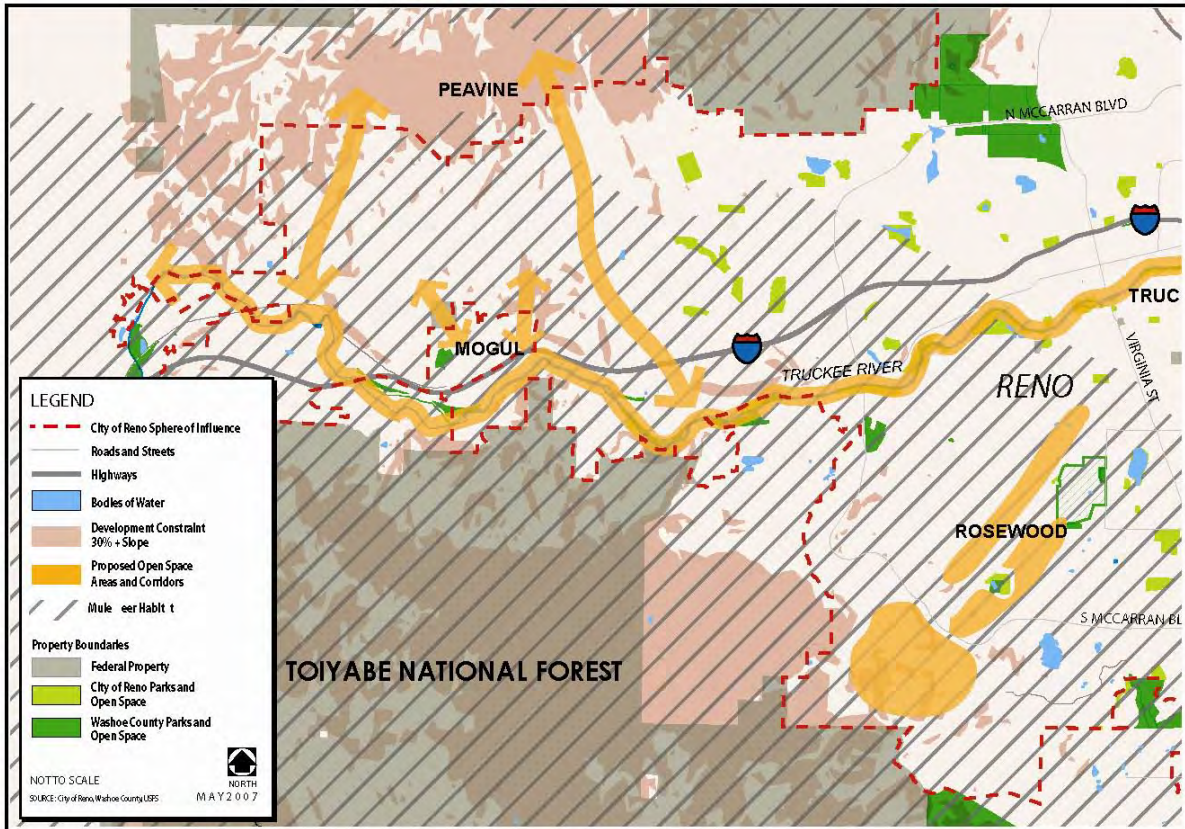 PEAVINE
N MCCARRAN BLVD
MOGUL
TRUCKEE RIVER
TRUC
VIRGINIA ST
RENO
ROSEWOOD
S MCCARRAN BL
TOIYABE NATIONAL FOREST
LEGEND
City of Reno Sphere of Influence
Roads and Streets
Highways
Bodies of Water
Development Constraint
30% + Slope
Proposed Open Space
Areas and Corridors
Mule eer Habit t
Property Boundaries
Federal Property
City of Reno Parks and
Open Space
Washoe County Parks and
Open Space
NOT TO SCALE
NORTH
SOURCE: City of Reno, Washoe County, USFS
MAY 2007